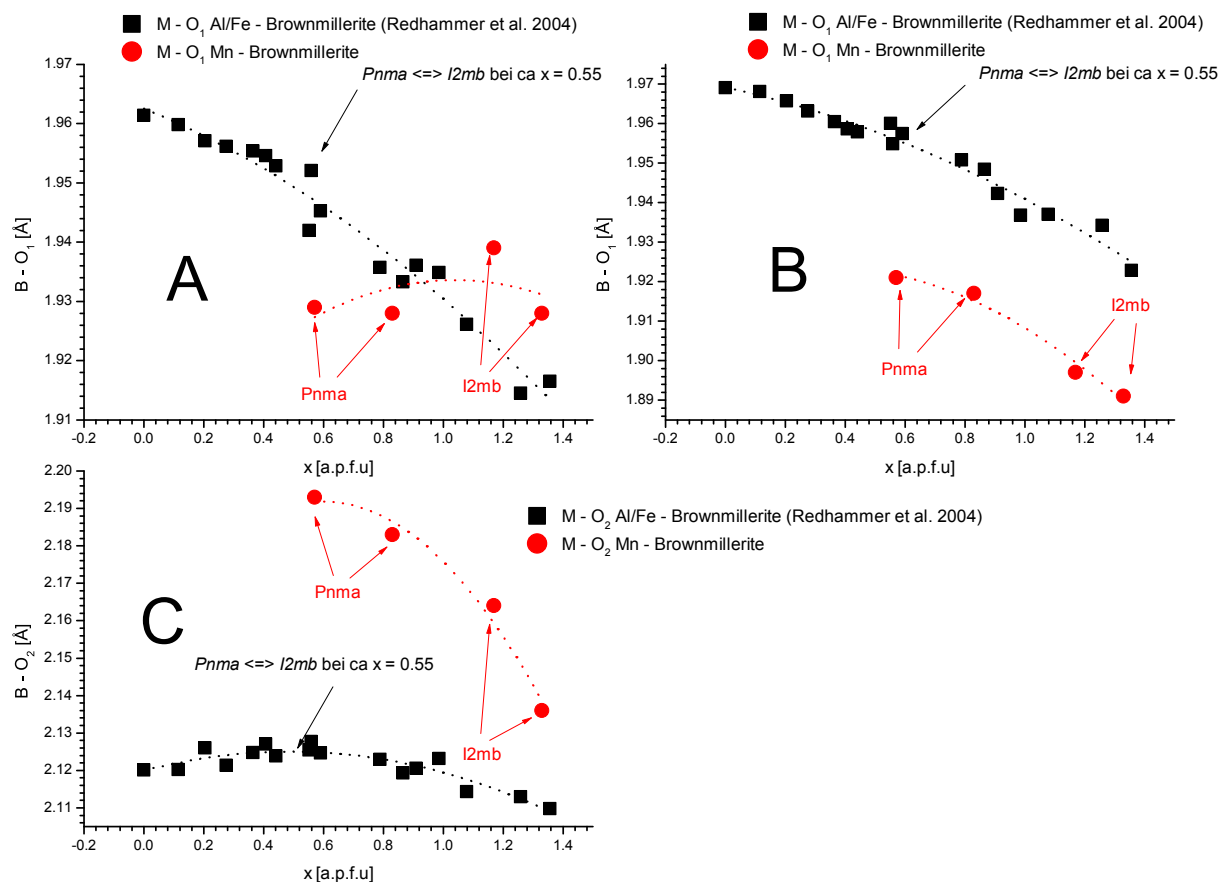 M - O1 Al/Fe - Brownmillerite (Redhammer et al. 2004)
M - O1 Mn - Brownmillerite
Pnma <=> I2mb bei ca x = 0.55
1.97
1.96
1.95
1.94
1.93
1.92
1.91
B - O1 [Å]
A
Pnma
I2mb
-0.2 0.0 0.2 0.4 0.6 0.8 1.0 1.2 1.4
x [a.p.f.u]
M - O1 Al/Fe - Brownmillerite (Redhammer et al. 2004)
M - O1 Mn - Brownmillerite
Pnma <=> I2mb bei ca x = 0.55
1.97
1.96
1.95
1.94
1.93
1.92
1.91
1.90
1.89
B - O1 [Å]
B
Pnma
I2mb
-0.2 0.0 0.2 0.4 0.6 0.8 1.0 1.2 1.4
x [a.p.f.u]
M - O2 Al/Fe - Brownmillerite (Redhammer et al. 2004)
M - O2 Mn - Brownmillerite
2.20
2.19
2.18
2.17
2.16
2.15
2.14
2.13
2.12
2.11
B - O2 [Å]
C
Pnma
Pnma <=> I2mb bei ca x = 0.55
I2mb
-0.2 0.0 0.2 0.4 0.6 0.8 1.0 1.2 1.4
x [a.p.f.u]